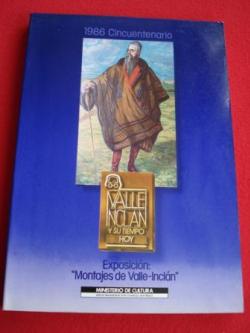 1986 Cincuentenario
VALLE
INCLAN
Y SU TIEMPO
HOY
Exposición:
"Montajes de Valle-Inclán"
MINISTERIO DE CULTURA